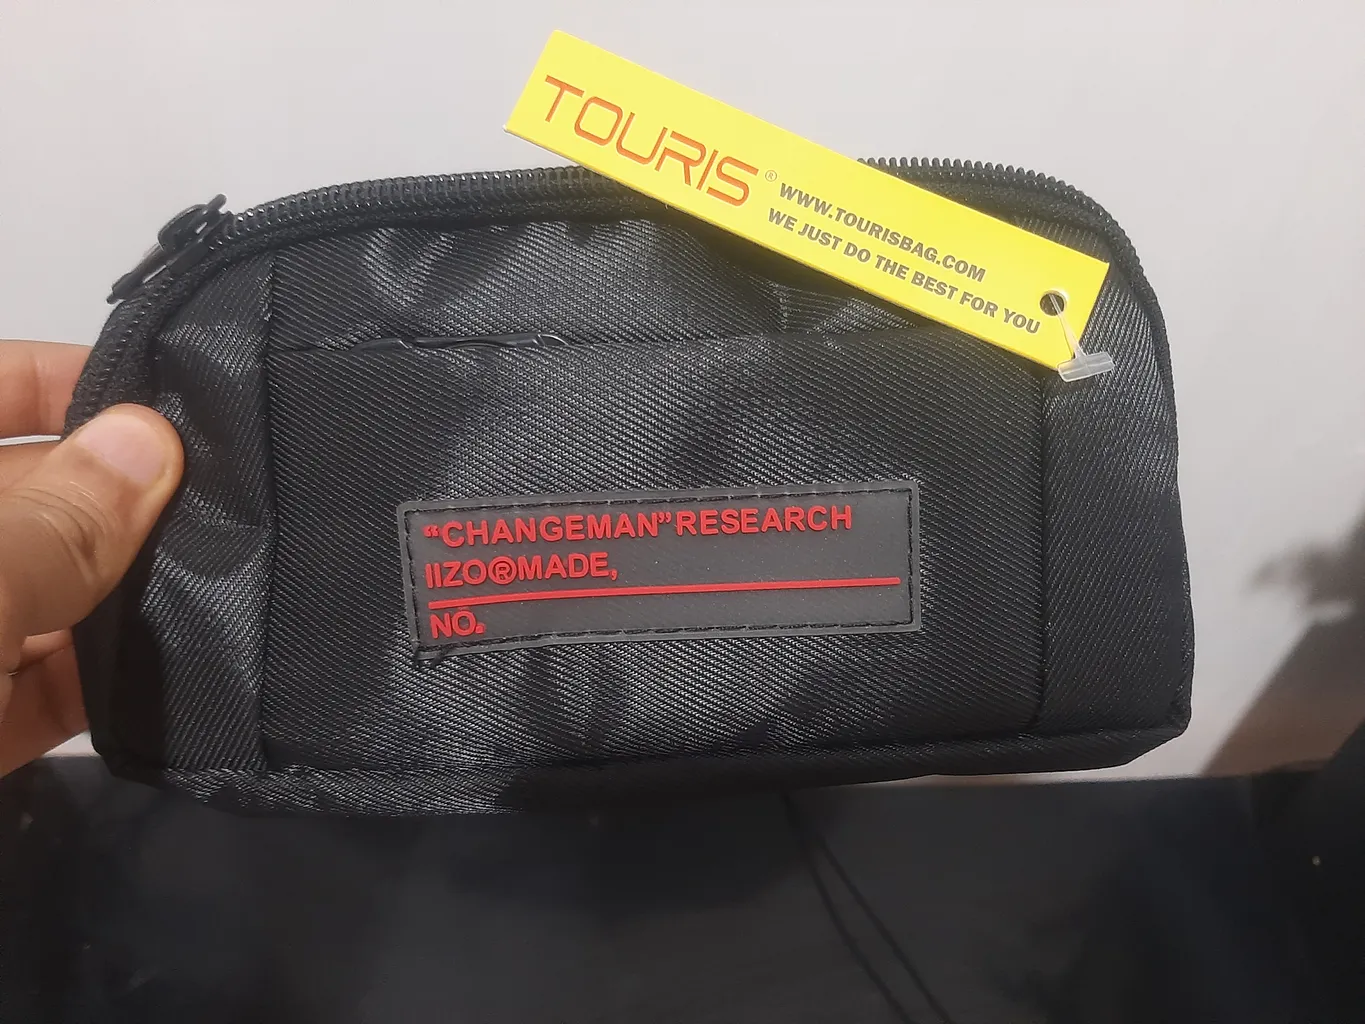 TOURIS®
WWW.TOURISBAG.COM
WE JUST DO THE BEST FOR YOU
“CHANGEMAN”RESEARCH
IIZO®MADE,
NO.